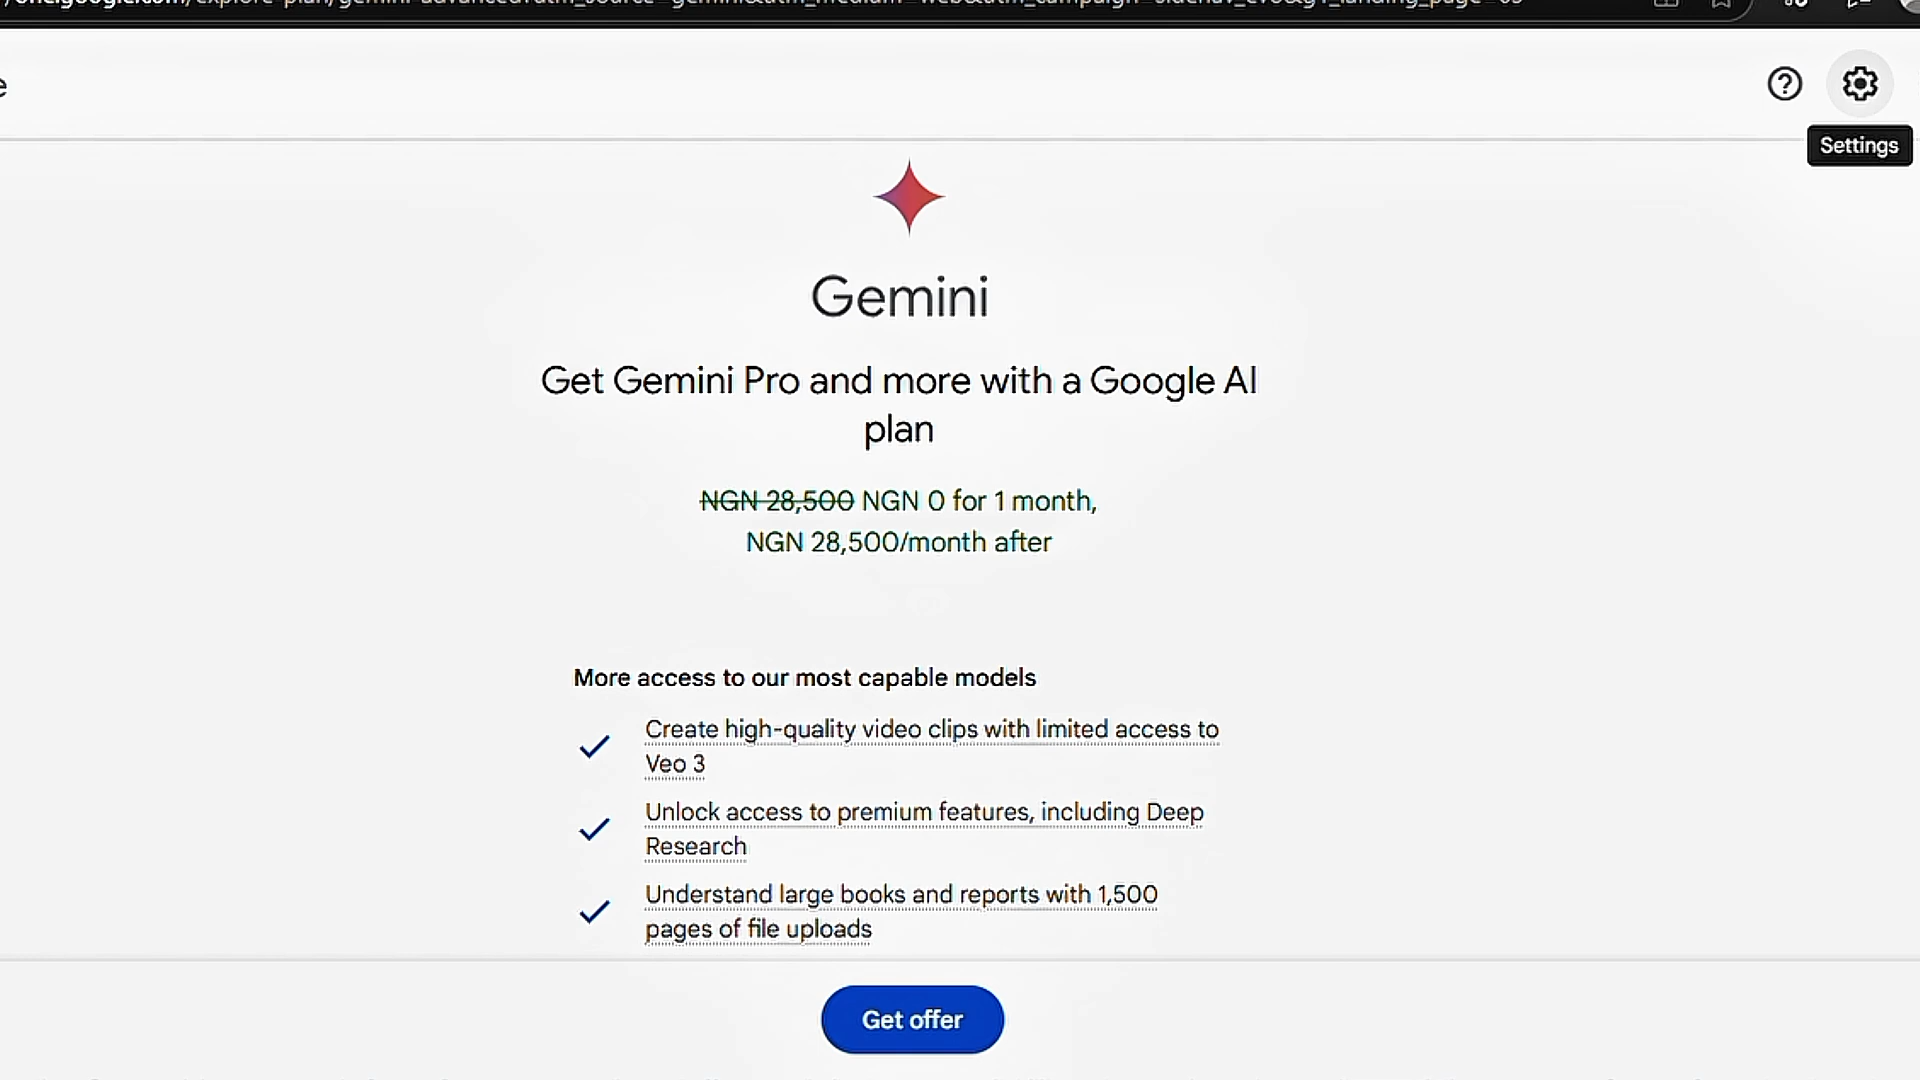 Settings
Gemini
Get Gemini Pro and more with a Google AI
plan
NGN 28,500 NGN 0 for 1 month,
NGN 28,500/month after
More access to our most capable models
Create high-quality video clips with limited access to
Veo 3
Unlock access to premium features, including Deep
Research
Understand large books and reports with 1,500
pages of file uploads
Get offer